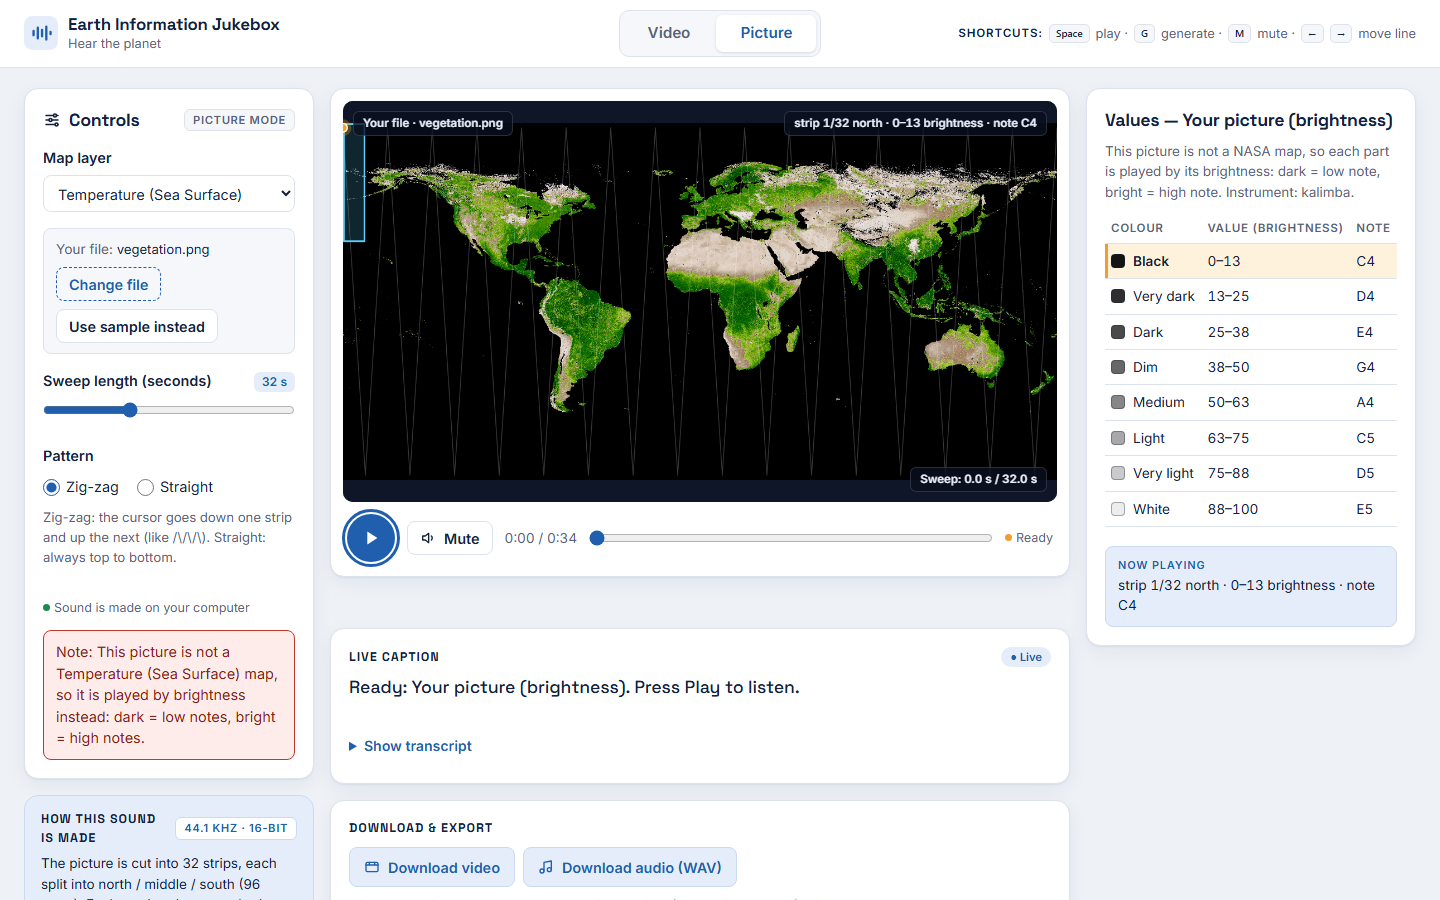 Earth Information Jukebox
Hear the planet
Video
Picture
SHORTCUTS: Space play · G generate · M mute · ← → move line
Controls
PICTURE MODE
Map layer
Temperature (Sea Surface)
Your file: vegetation.png
Change file
Use sample instead
Sweep length (seconds)
32 s
Pattern
Zig-zag
Straight
Zig-zag: the cursor goes down one strip
and up the next (like /\/\/\). Straight:
always top to bottom.
Sound is made on your computer
Note: This picture is not a
Temperature (Sea Surface) map,
so it is played by brightness
instead: dark = low notes, bright
= high notes.
HOW THIS SOUND
IS MADE
44.1 KHZ · 16-BIT
The picture is cut into 32 strips, each
split into north / middle / south (96
Your file · vegetation.png
strip 1/32 north · 0–13 brightness · note C4
Sweep: 0.0 s / 32.0 s
Mute
0:00 / 0:34
Ready
LIVE CAPTION
Live
Ready: Your picture (brightness). Press Play to listen.
Show transcript
DOWNLOAD & EXPORT
Download video
Download audio (WAV)
Values — Your picture (brightness)
This picture is not a NASA map, so each part
is played by its brightness: dark = low note,
bright = high note. Instrument: kalimba.
COLOUR VALUE (BRIGHTNESS) NOTE
Black 0–13 C4
Very dark 13–25 D4
Dark 25–38 E4
Dim 38–50 G4
Medium 50–63 A4
Light 63–75 C5
Very light 75–88 D5
White 88–100 E5
NOW PLAYING
strip 1/32 north · 0–13 brightness · note
C4